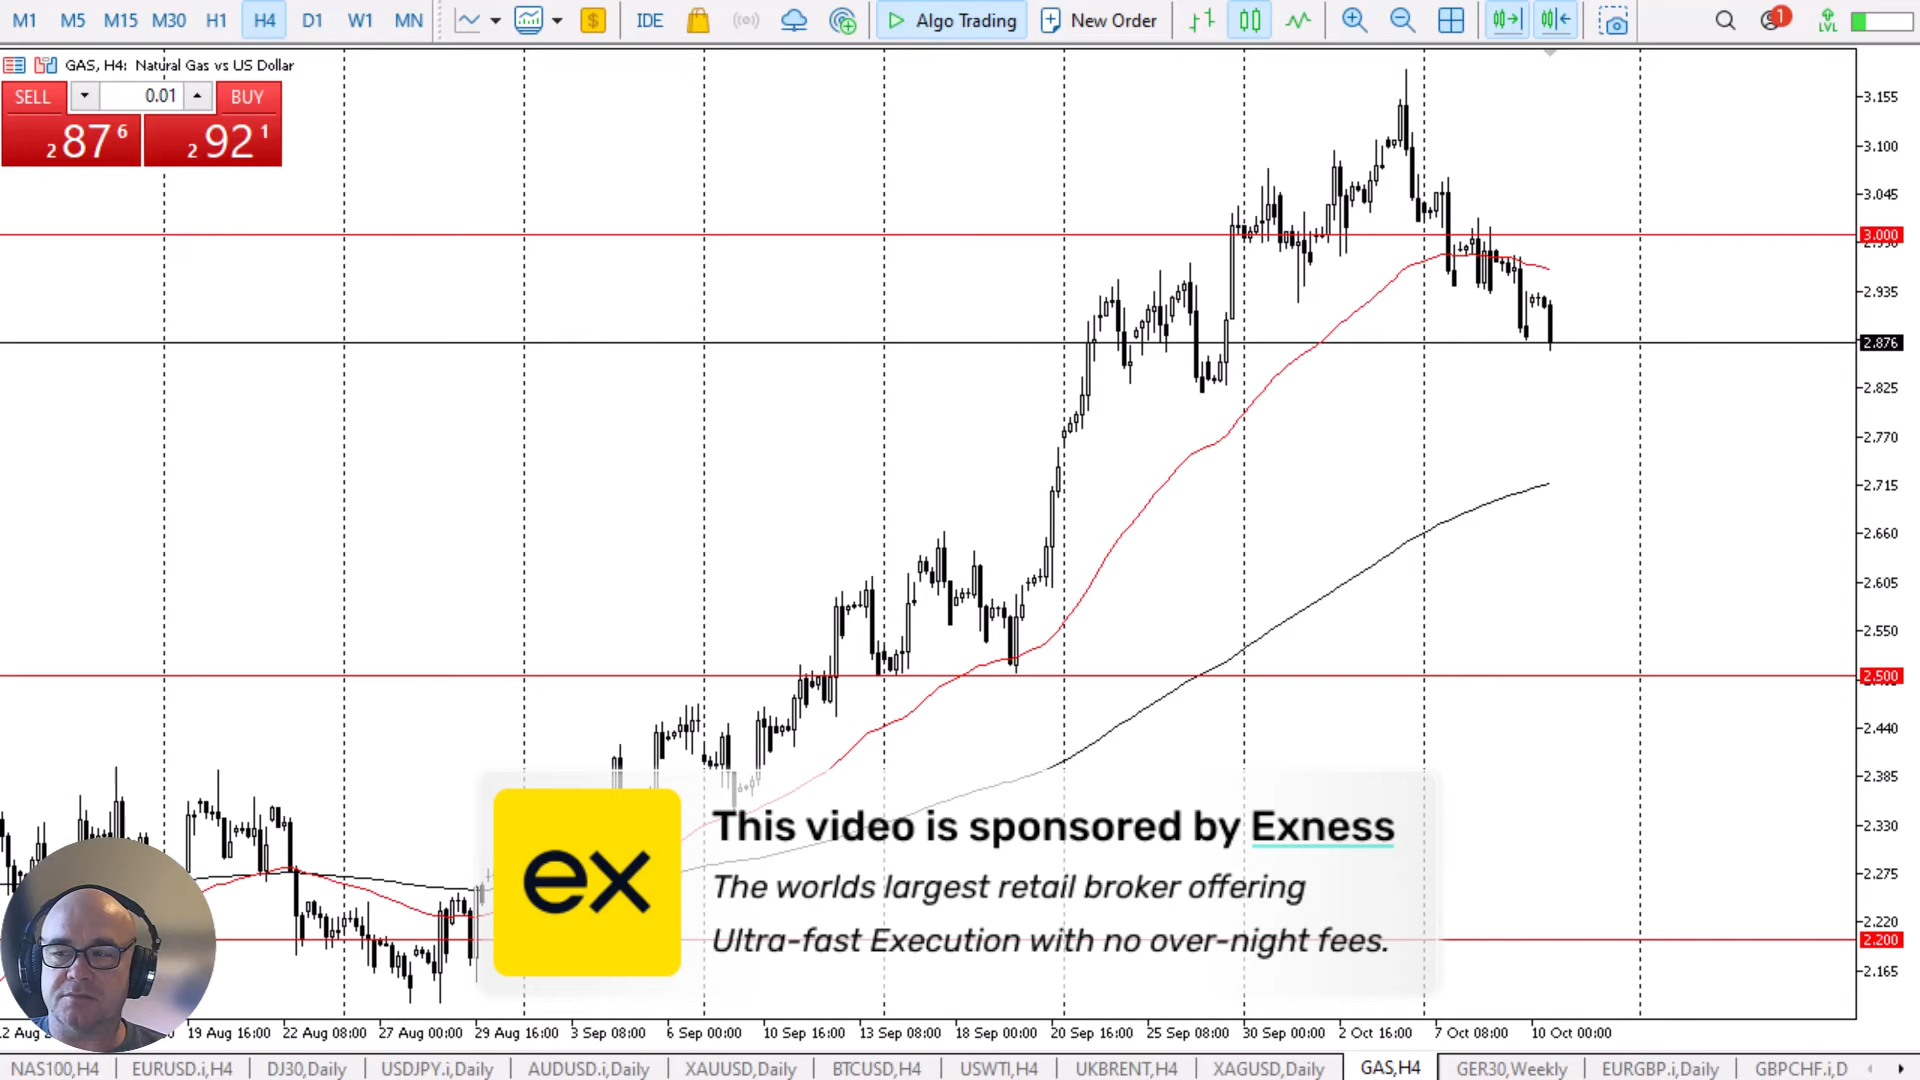 M1 M5 M15 M30 H1 H4 D1 W1 MN IDE Algo Trading New Order 1 LVL
GAS, H4: Natural Gas vs US Dollar
SELL 0.01 BUY
2 87 6 2 92 1
3.155
3.100
3.045
3.000
2.935
2.876
2.825
2.770
2.715
2.660
2.605
2.550
2.500
2.440
2.385
2.330
2.275
2.220
2.200
2.165
ex
This video is sponsored by Exness
The worlds largest retail broker offering
Ultra-fast Execution with no over-night fees.
19 Aug 16:00 22 Aug 08:00 27 Aug 00:00 29 Aug 16:00 3 Sep 08:00 6 Sep 00:00 10 Sep 16:00 13 Sep 08:00 18 Sep 00:00 20 Sep 16:00 25 Sep 08:00 30 Sep 00:00 2 Oct 16:00 7 Oct 08:00 10 Oct 00:00
NAS100,H4 EURUSD.i,H4 DJ30,Daily USDJPY.i,Daily AUDUSD.i,Daily XAUUSD,Daily BTCUSD,H4 USWTI,H4 UKBRENT,H4 XAGUSD,Daily GAS,H4 GER30,Weekly EURGBP.i,Daily GBPCHF.i,D